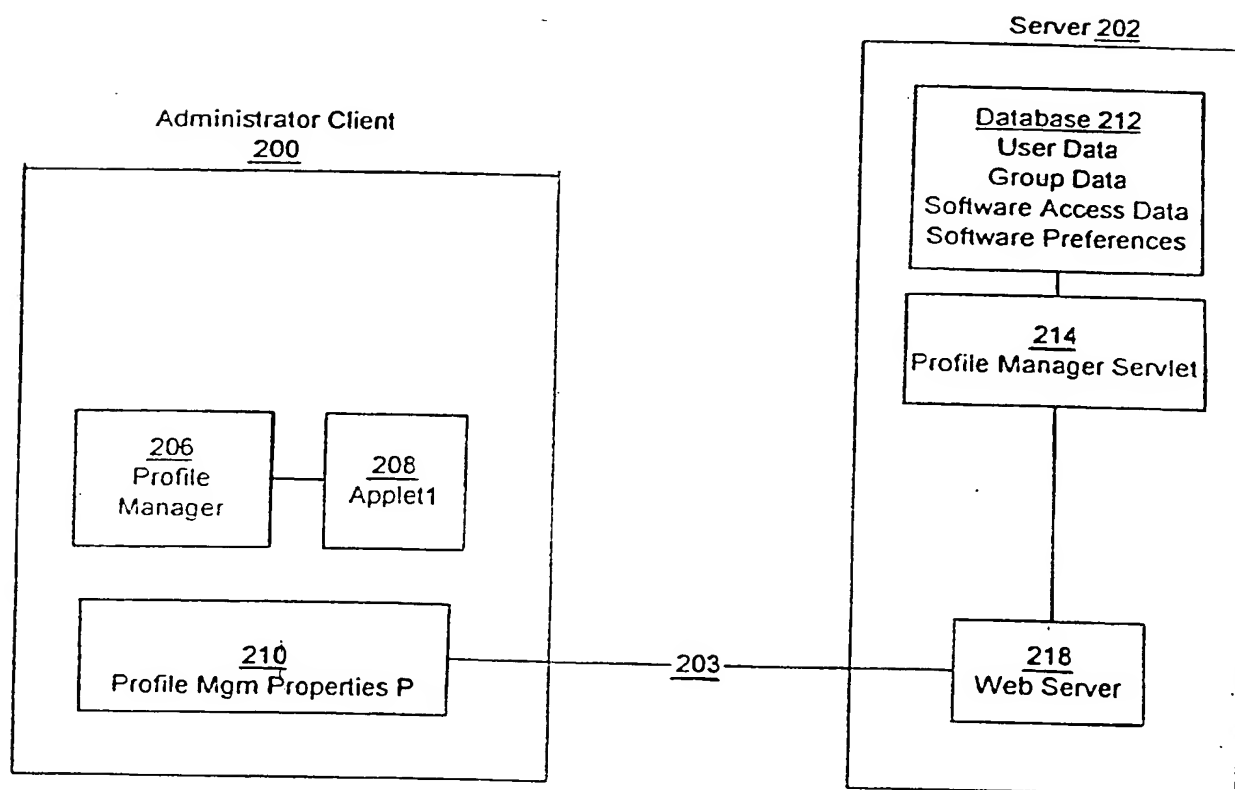 Server 202
Database 212
User Data
Group Data
Software Access Data
Software Preferences
214
Profile Manager Servlet
Administrator Client
200
206
Profile
Manager
208
Applet1
210
Profile Mgm Properties P
203
218
Web Server